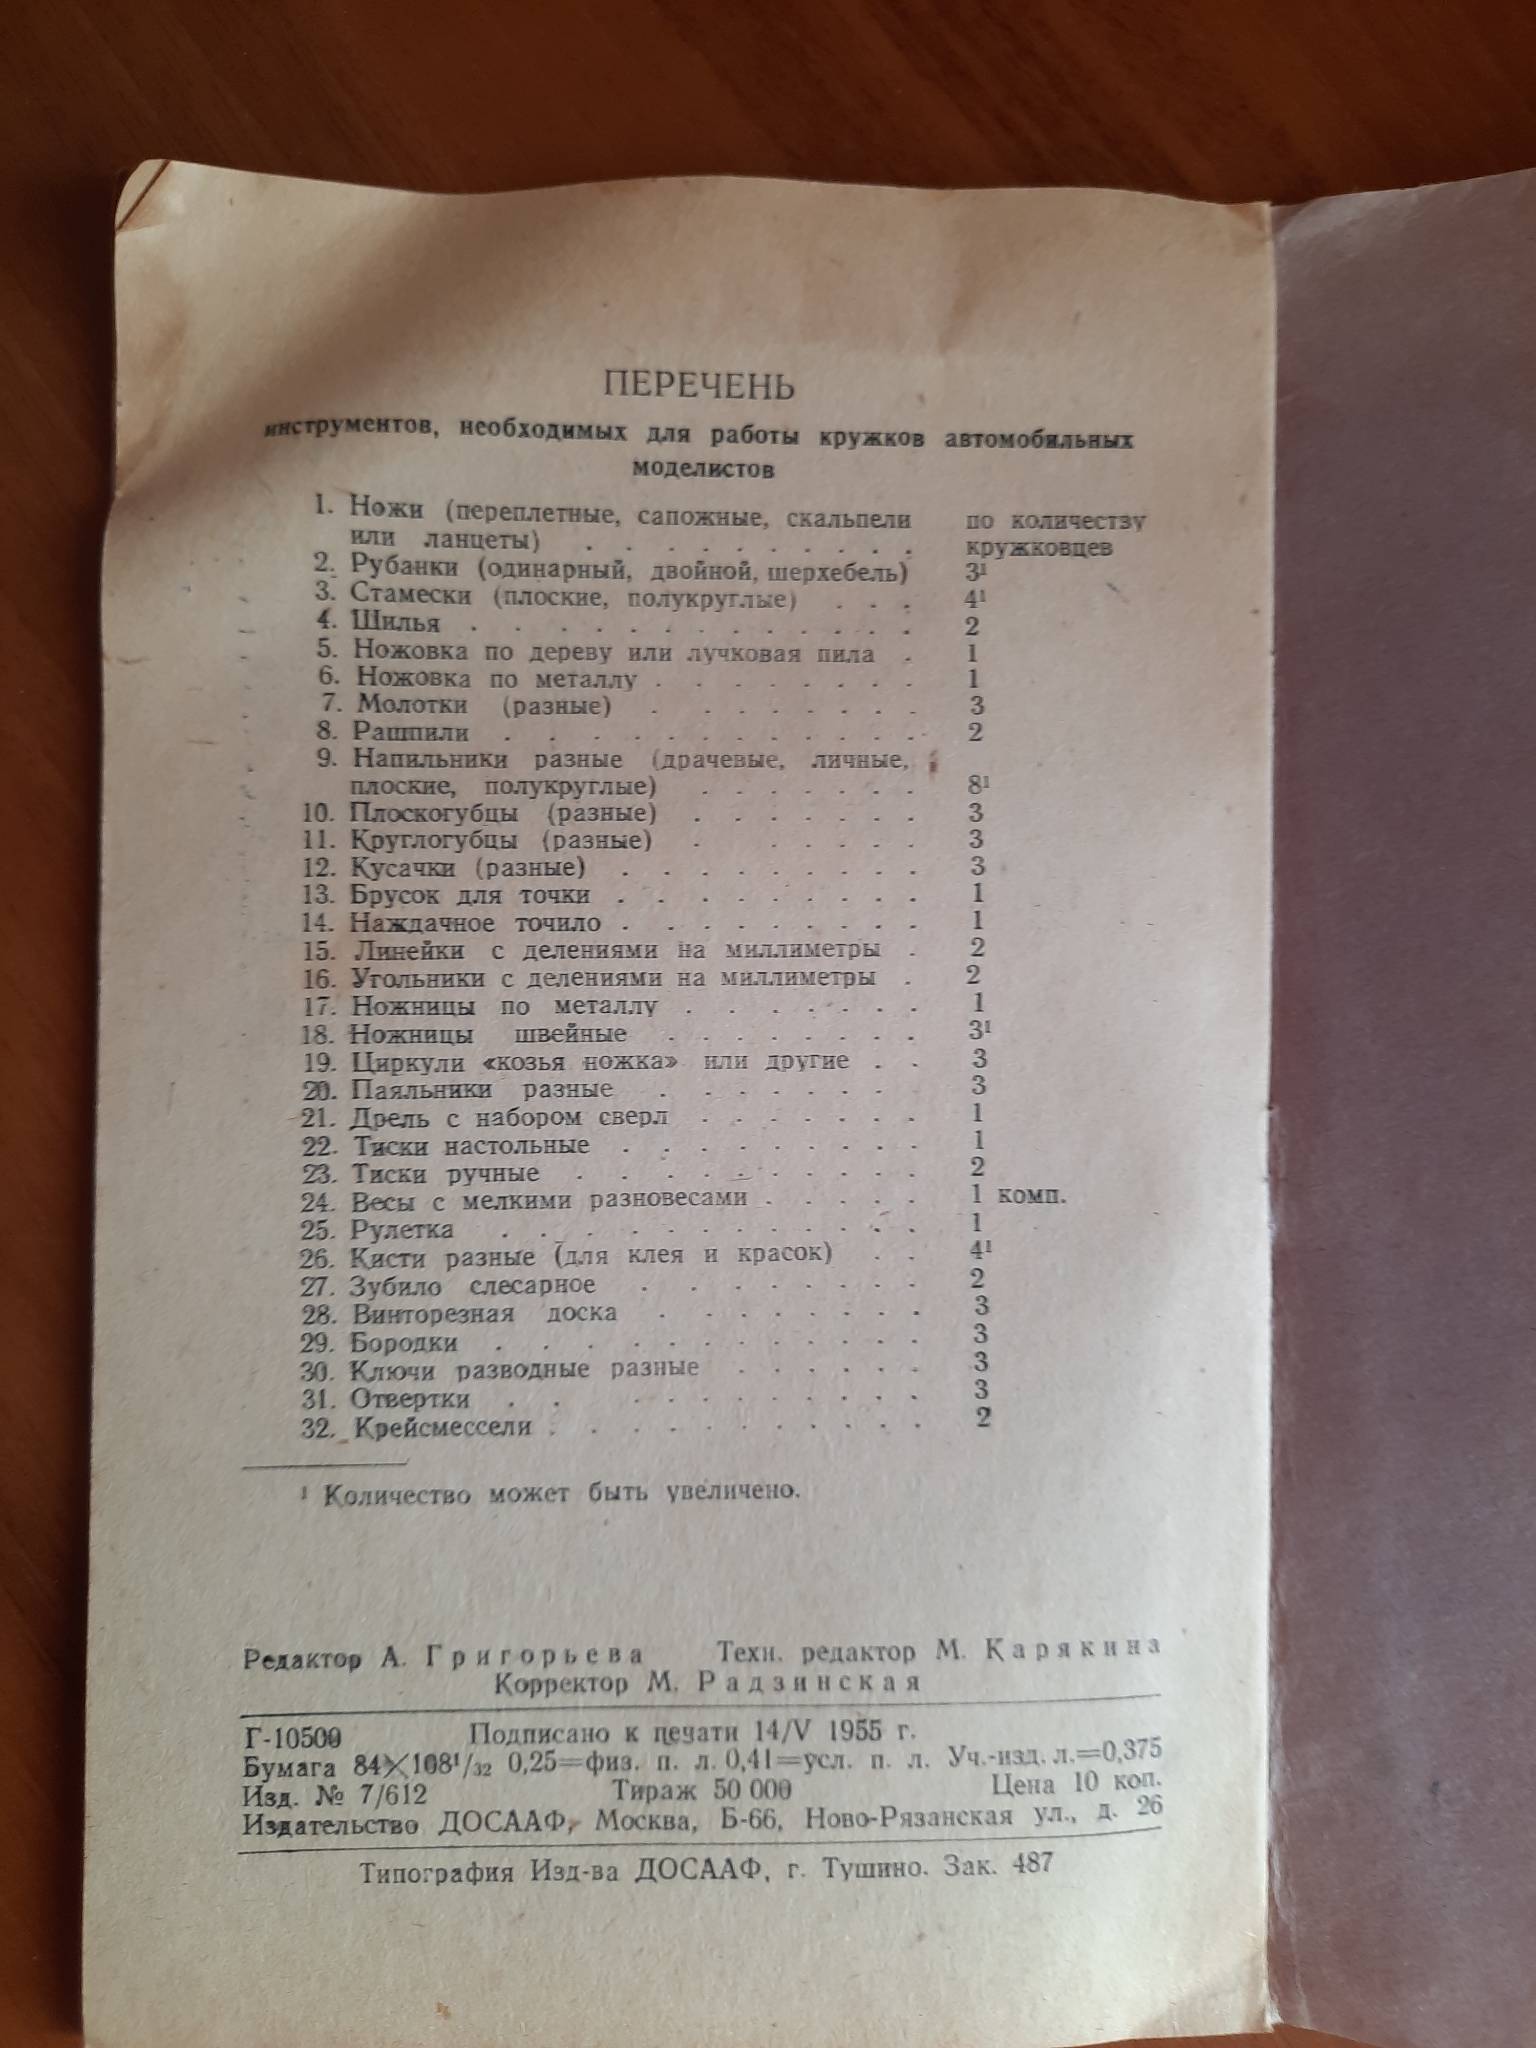 ПЕРЕЧЕНЬ
инструментов, необходимых для работы кружков автомобильных
моделистов
1. Ножи (переплетные, сапожные, скальпели по количеству
или ланцеты) . . . . . . . . . кружковцев
2. Рубанки (одинарный, двойной, шерхебель) 3¹
3. Стамески (плоские, полукруглые) . . . 4¹
4. Шилья . . . . . . . . . . . . 2
5. Ножовка по дереву или лучковая пила . 1
6. Ножовка по металлу . . . . . . . 1
7. Молотки (разные) . . . . . . . 3
8. Рашпили . . . . . . . . . . . 2
9. Напильники разные (драчевые, личные,
плоские, полукруглые) . . . . . . 8¹
10. Плоскогубцы (разные) . . . . . . 3
11. Круглогубцы (разные) . . . . . 3
12. Кусачки (разные) . . . . . . . . 3
13. Брусок для точки . . . . . . . . 1
14. Наждачное точило . . . . . . . . 1
15. Линейки с делениями на миллиметры . 2
16. Угольники с делениями на миллиметры . 2
17. Ножницы по металлу . . . . . . 1
18. Ножницы швейные . . . . . . . 3¹
19. Циркули «козья ножка» или другие . . 3
20. Паяльники разные . . . . . . 3
21. Дрель с набором сверл . . . . . . 1
22. Тиски настольные . . . . . . . . 1
23. Тиски ручные . . . . . . . . . 2
24. Весы с мелкими разновесами . . . . . 1 комп.
25. Рулетка . . . . . . . . . . 1
26. Кисти разные (для клея и красок) . . 4¹
27. Зубило слесарное . . . . . . . 2
28. Винторезная доска . . . . . . . 3
29. Бородки . . . . . . . . . . 3
30. Ключи разводные разные . . . . . 3
31. Отвертки . . . . . . . . . 3
32. Крейсмессели . . . . . . . . . 2
¹ Количество может быть увеличено.
Редактор А. Григорьева Техн. редактор М. Карякина
Корректор М. Радзинская
Г-10500 Подписано к печати 14/V 1955 г.
Бумага 84×108¹/₃₂ 0,25=физ. п. л. 0,41=усл. п. л. Уч.-изд. л.=0,375
Изд. № 7/612 Тираж 50 000 Цена 10 коп.
Издательство ДОСААФ, Москва, Б-66, Ново-Рязанская ул., д. 26
Типография Изд-ва ДОСААФ, г. Тушино. Зак. 487